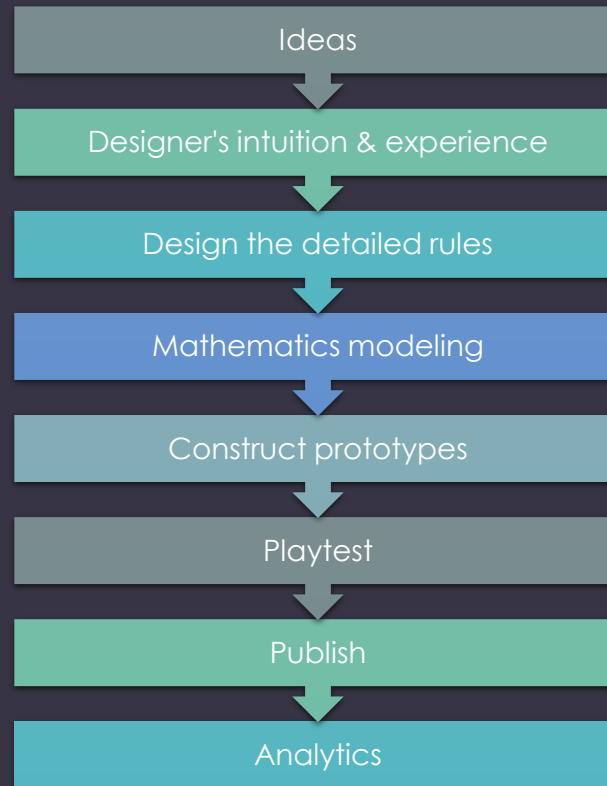 Ideas
Designer's intuition & experience
Design the detailed rules
Mathematics modeling
Construct prototypes
Playtest
Publish
Analytics